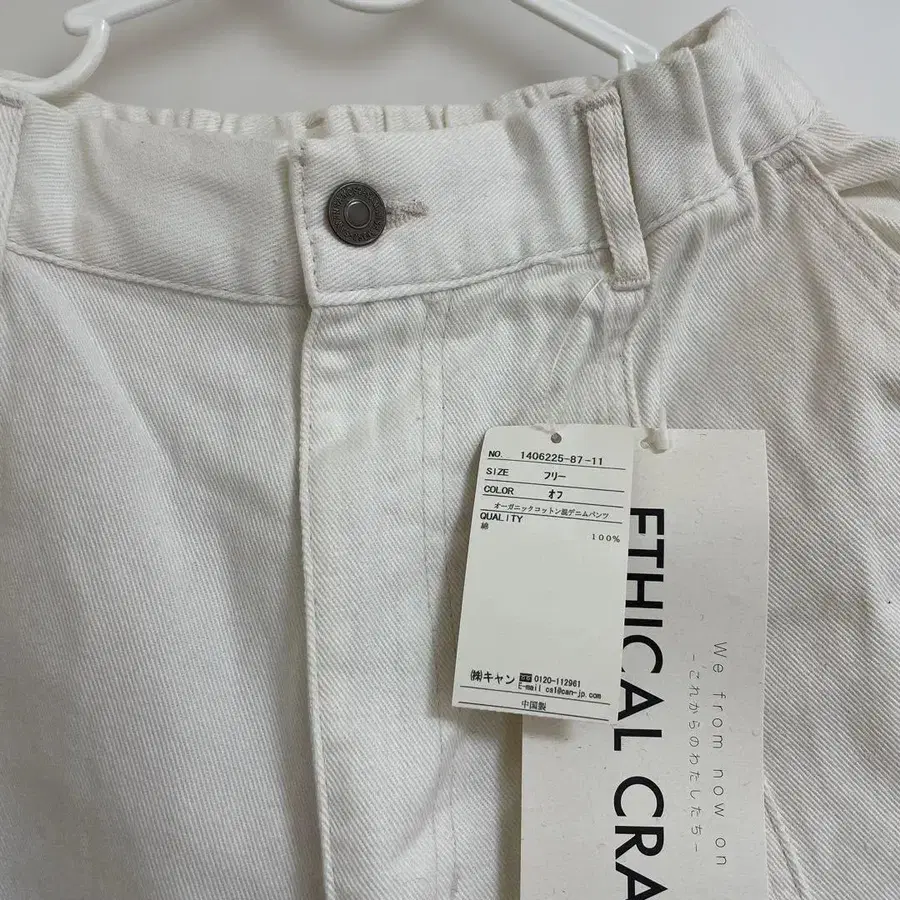 NO. 1406225-87-11
SIZE フリー
COLOR オフ
オーガニックコットン混デニムパンツ
QUALITY
綿
100%
㈱キャン ☎ 0120-112961
E-mail cs1@can-jp.com
中国製
ETHICAL CRA
We from now on
-これからのわたしたち-